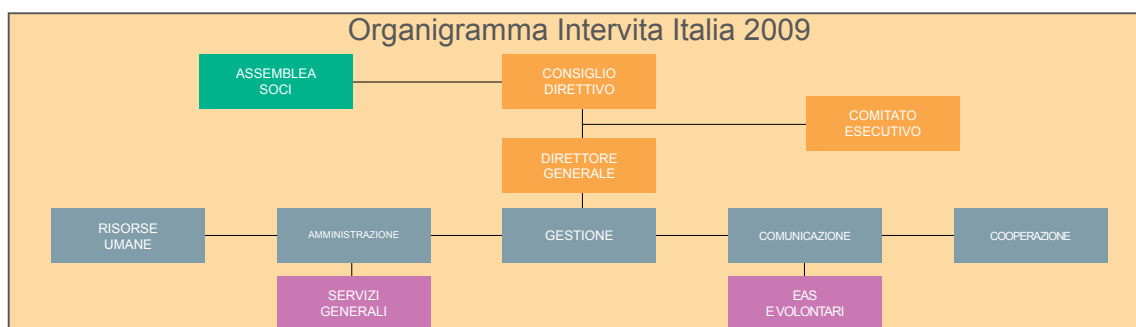 Organigramma Intervita Italia 2009
ASSEMBLEA
SOCI
CONSIGLIO
DIRETTIVO
COMITATO
ESECUTIVO
DIRETTORE
GENERALE
RISORSE
UMANE
AMMINISTRAZIONE
GESTIONE
COMUNICAZIONE
COOPERAZIONE
SERVIZI
GENERALI
EAS
E VOLONTARI